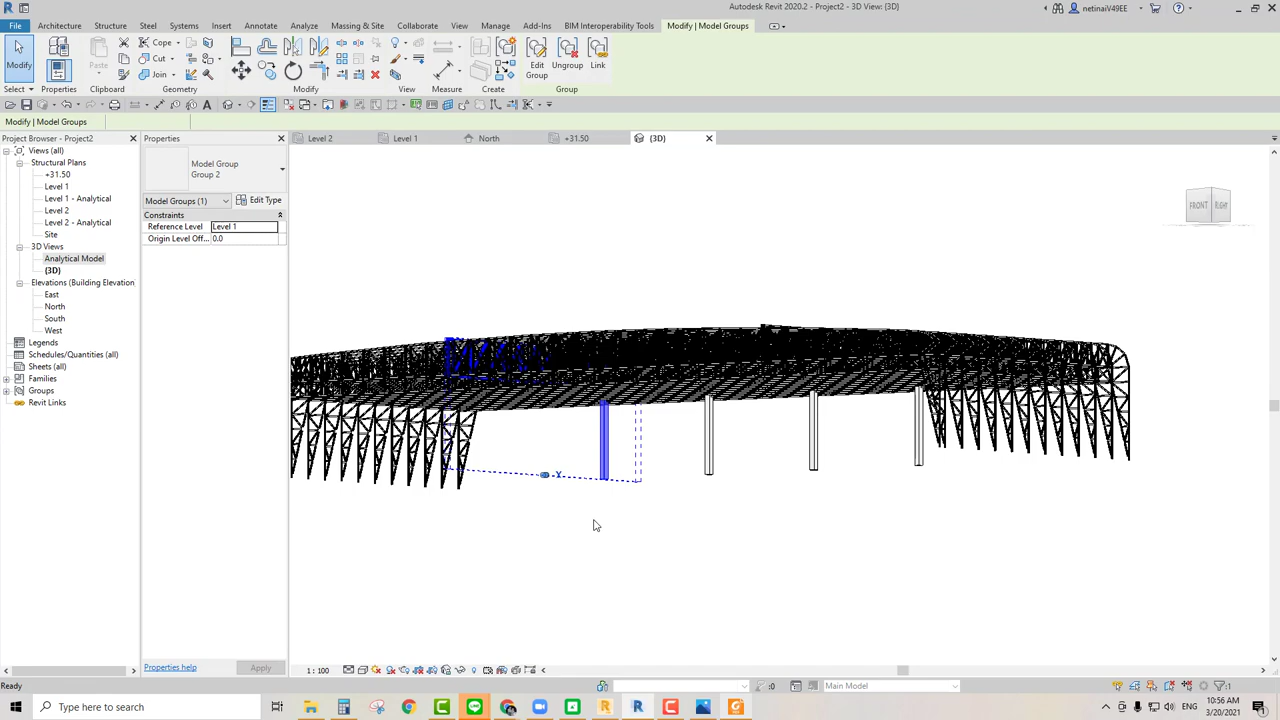 Autodesk Revit 2020.2 - Project2 - 3D View: {3D}
netinaiV49EE
File Architecture Structure Steel Systems Insert Annotate Analyze Massing & Site Collaborate View Manage Add-Ins BIM Interoperability Tools Modify | Model Groups
Modify Paste Cope Cut Join Edit Group Ungroup Link
Select Properties Clipboard Geometry Modify View Measure Create Group
Modify | Model Groups
Project Browser - Project2
Views (all)
Structural Plans
+31.50
Level 1
Level 1 - Analytical
Level 2
Level 2 - Analytical
Site
3D Views
Analytical Model
{3D}
Elevations (Building Elevation
East
North
South
West
Legends
Schedules/Quantities (all)
Sheets (all)
Families
Groups
Revit Links
Properties
Model Group
Group 2
Model Groups (1) Edit Type
Constraints
Reference Level Level 1
Origin Level Off... 0.0
Properties help Apply
Level 2 Level 1 North +31.50 {3D}
FRONT RIGHT
X
1 : 100
Ready :0 Main Model :1
Type here to search
10:56 AM
3/20/2021